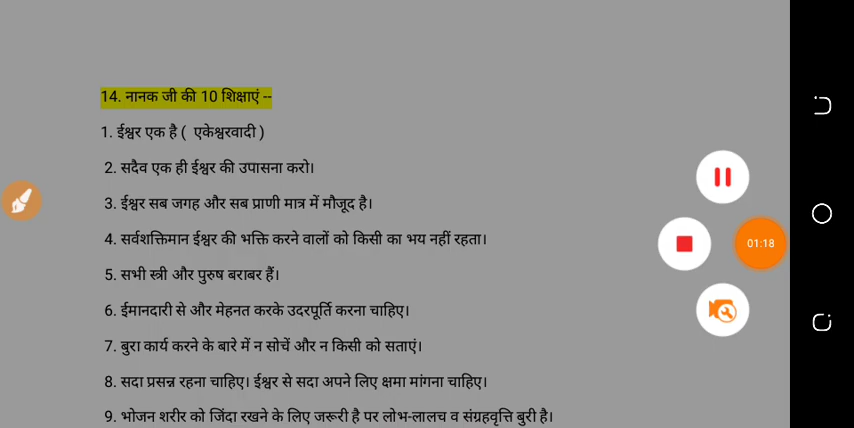 14. नानक जी की 10 शिक्षाएं --
1. ईश्वर एक है ( एकेश्वरवादी )
2. सदैव एक ही ईश्वर की उपासना करो।
3. ईश्वर सब जगह और सब प्राणी मात्र में मौजूद है।
4. सर्वशक्तिमान ईश्वर की भक्ति करने वालों को किसी का भय नहीं रहता।
5. सभी स्त्री और पुरुष बराबर हैं।
6. ईमानदारी से और मेहनत करके उदरपूर्ति करना चाहिए।
7. बुरा कार्य करने के बारे में न सोचें और न किसी को सताएं।
8. सदा प्रसन्न रहना चाहिए। ईश्वर से सदा अपने लिए क्षमा मांगना चाहिए।
9. भोजन शरीर को जिंदा रखने के लिए जरूरी है पर लोभ-लालच व संग्रहवृत्ति बुरी है।
01:18